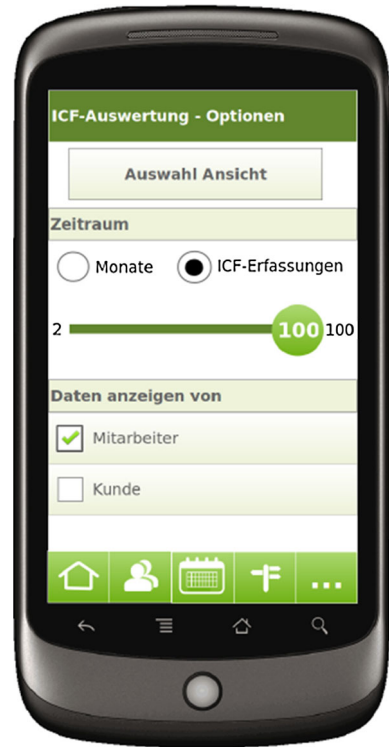 ICF-Auswertung - Optionen
Auswahl Ansicht
Zeitraum
Monate ICF-Erfassungen
2 100 100
Daten anzeigen von
Mitarbeiter
Kunde
...